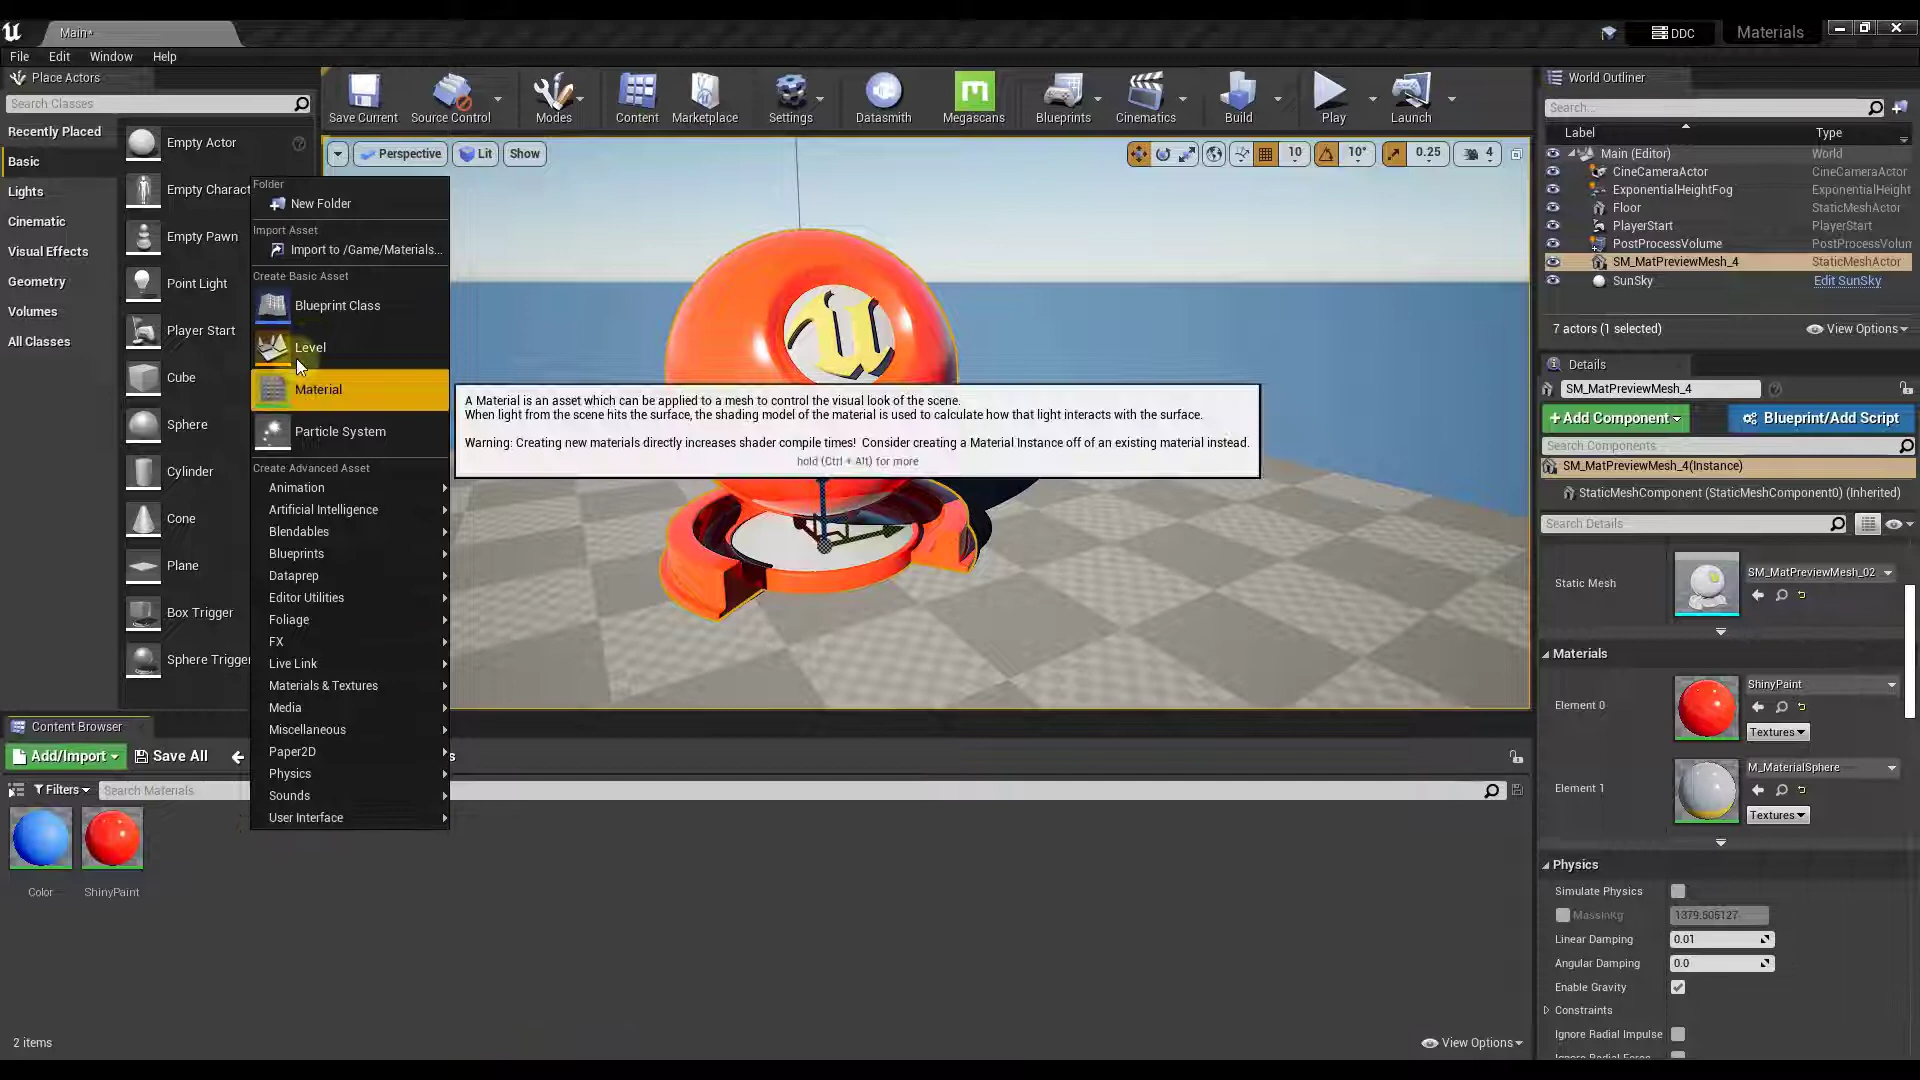 Main*
DDC
Materials
File
Edit
Window
Help
Place Actors
Search Classes
Recently Placed
Basic
Lights
Cinematic
Visual Effects
Geometry
Volumes
All Classes
Empty Actor
Empty Charact
Empty Pawn
Point Light
Player Start
Cube
Sphere
Cylinder
Cone
Plane
Box Trigger
Sphere Trigge
Save Current
Source Control
Modes
Content
Marketplace
Settings
Datasmith
Megascans
Blueprints
Cinematics
Build
Play
Launch
Perspective
Lit
Show
10
10°
0.25
4
Folder
New Folder
Import Asset
Import to /Game/Materials...
Create Basic Asset
Blueprint Class
Level
Material
Particle System
Create Advanced Asset
Animation
Artificial Intelligence
Blendables
Blueprints
Dataprep
Editor Utilities
Foliage
FX
Live Link
Materials & Textures
Media
Miscellaneous
Paper2D
Physics
Sounds
User Interface
A Material is an asset which can be applied to a mesh to control the visual look of the scene.
When light from the scene hits the surface, the shading model of the material is used to calculate how that light interacts with the surface.
Warning: Creating new materials directly increases shader compile times! Consider creating a Material Instance off of an existing material instead.
hold (Ctrl + Alt) for more
World Outliner
Search...
Label
Type
Main (Editor)
World
CineCameraActor
CineCameraActor
ExponentialHeightFog
ExponentialHeight
Floor
StaticMeshActor
PlayerStart
PlayerStart
PostProcessVolume
PostProcessVolun
SM_MatPreviewMesh_4
StaticMeshActor
SunSky
Edit SunSky
7 actors (1 selected)
View Options
Details
SM_MatPreviewMesh_4
+ Add Component
Blueprint/Add Script
Search Components
SM_MatPreviewMesh_4(Instance)
StaticMeshComponent (StaticMeshComponent0) (Inherited)
Search Details
Static Mesh
SM_MatPreviewMesh_02
Materials
Element 0
ShinyPaint
Textures
Element 1
M_MaterialSphere
Textures
Physics
Simulate Physics
MassInKg
1379.505127
Linear Damping
0.01
Angular Damping
0.0
Enable Gravity
Constraints
Ignore Radial Impulse
Content Browser
Add/Import
Save All
s
Filters
Search Materials
Color
ShinyPaint
2 items
View Options